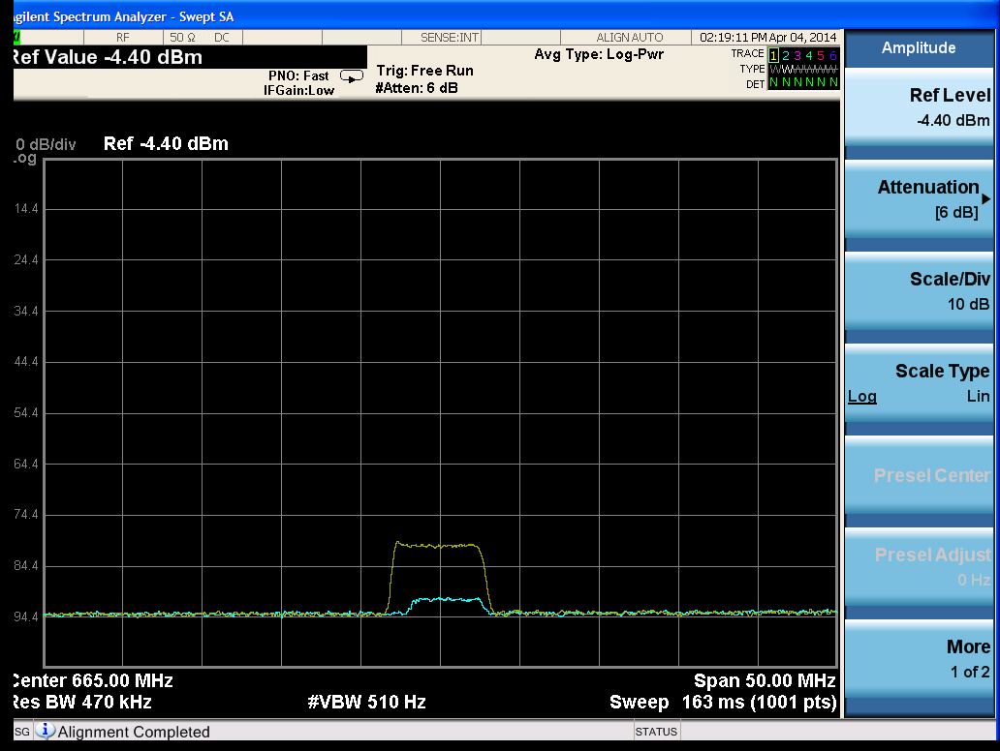 gilent Spectrum Analyzer - Swept SA
RF 50 Ω DC SENSE:INT ALIGN AUTO 02:19:11 PM Apr 04, 2014
Ref Value -4.40 dBm
PNO: Fast
IFGain:Low
Trig: Free Run
#Atten: 6 dB
Avg Type: Log-Pwr
TRACE 1 2 3 4 5 6
TYPE
DET N N N N N N
0 dB/div Ref -4.40 dBm
Log
14.4
24.4
34.4
44.4
54.4
64.4
74.4
84.4
94.4
Center 665.00 MHz Span 50.00 MHz
Res BW 470 kHz #VBW 510 Hz Sweep 163 ms (1001 pts)
SG Alignment Completed STATUS
Amplitude
Ref Level
-4.40 dBm
Attenuation
[6 dB]
Scale/Div
10 dB
Scale Type
Log Lin
Presel Center
Presel Adjust
0 Hz
More
1 of 2